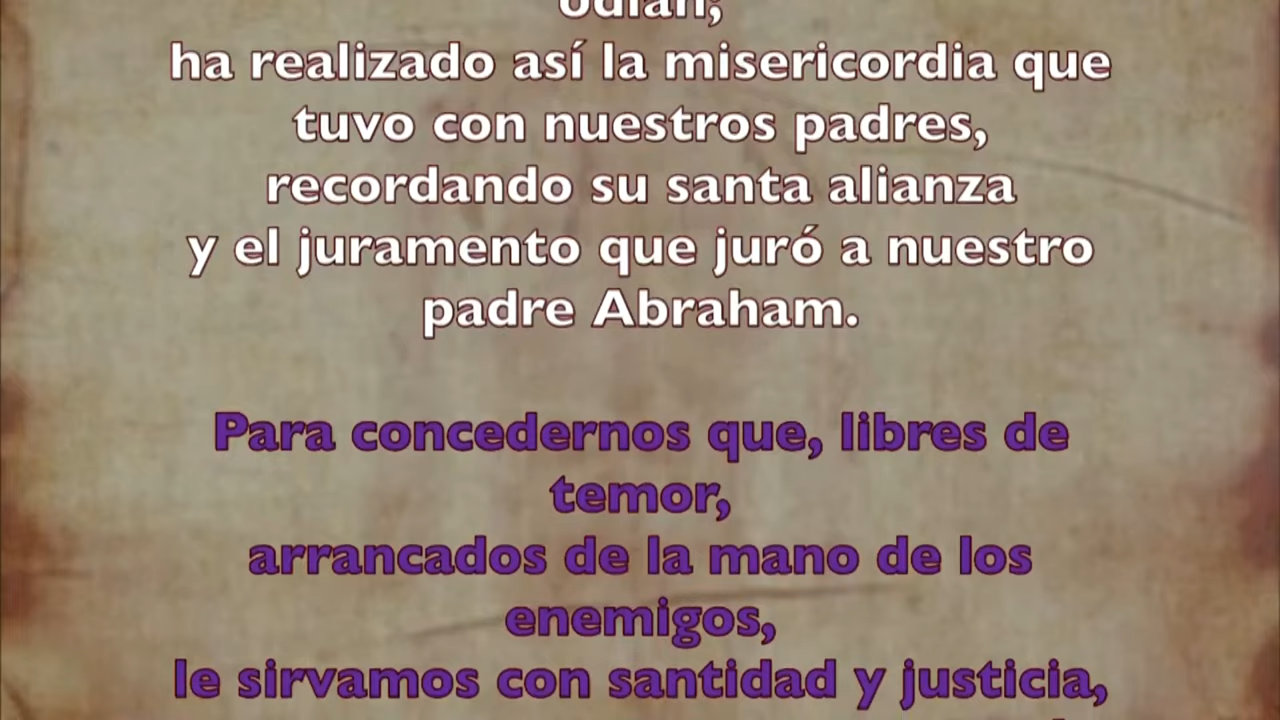 odian;
ha realizado así la misericordia que
tuvo con nuestros padres,
recordando su santa alianza
y el juramento que juró a nuestro
padre Abraham.
Para concedernos que, libres de
temor,
arrancados de la mano de los
enemigos,
le sirvamos con santidad y justicia,